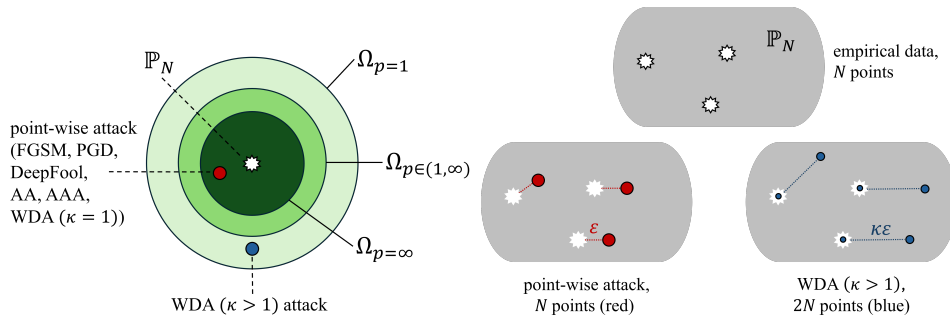 ℙ_N
Ω_{p=1}
point-wise attack
(FGSM, PGD,
DeepFool,
AA, AAA,
WDA (κ = 1))
Ω_{p∈(1,∞)}
Ω_{p=∞}
WDA (κ > 1) attack
ℙ_N
empirical data,
N points
ε
point-wise attack,
N points (red)
κε
WDA (κ > 1),
2N points (blue)